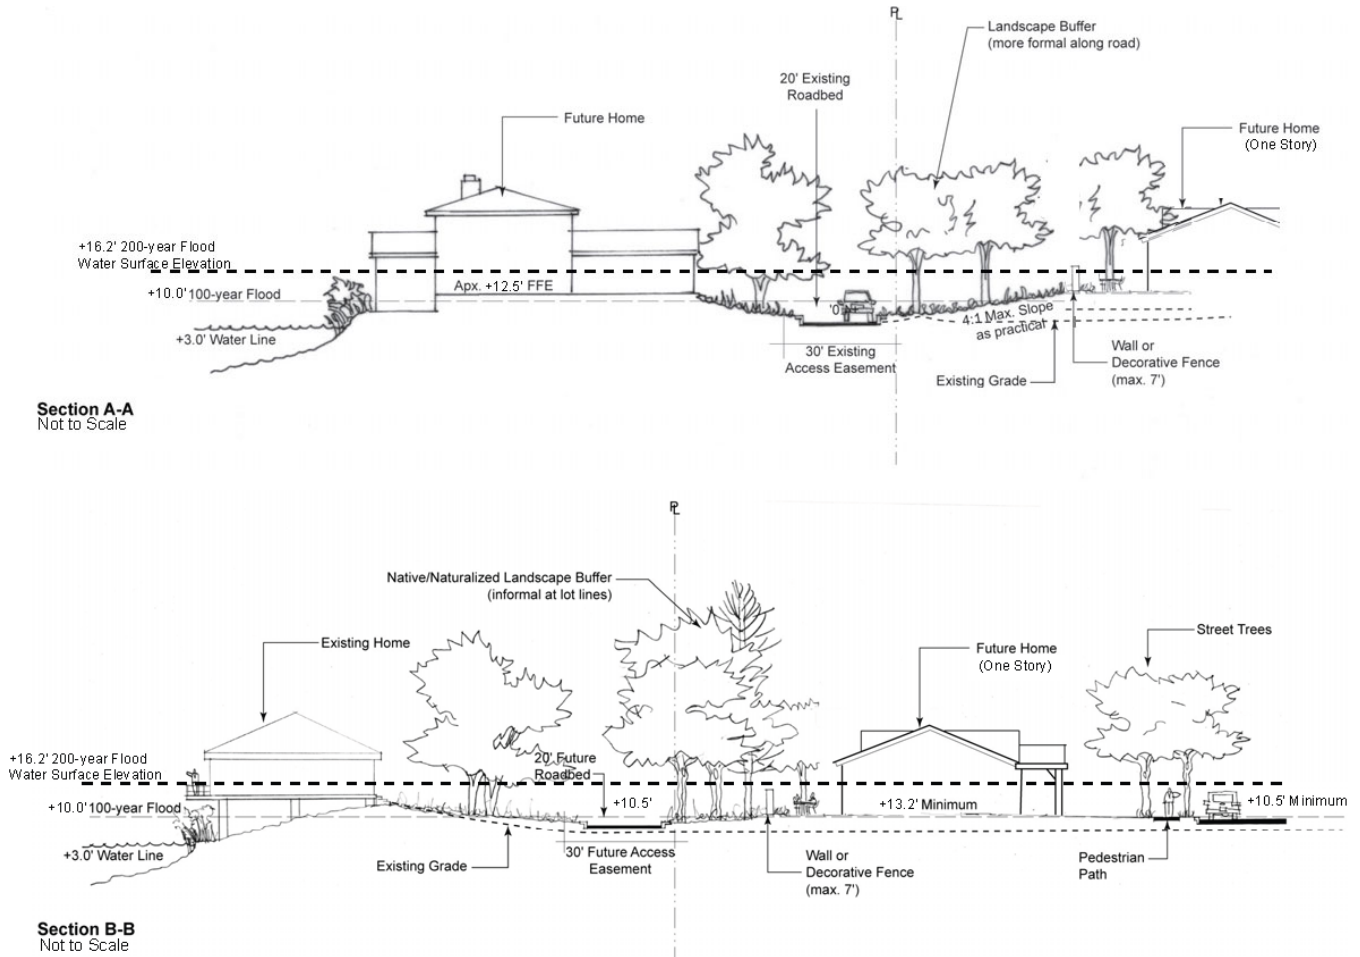 PL
Landscape Buffer
(more formal along road)
20' Existing
Roadbed
Future Home
Future Home
(One Story)
+16.2' 200-year Flood
Water Surface Elevation
Apx. +12.5' FFE
+10.0' 100-year Flood
+3.0' Water Line
4:1 Max. Slope
as practical
30' Existing
Access Easement
Wall or
Decorative Fence
(max. 7')
Existing Grade
Section A-A
Not to Scale
PL
Native/Naturalized Landscape Buffer
(informal at lot lines)
Existing Home
Street Trees
Future Home
(One Story)
+16.2' 200-year Flood
Water Surface Elevation
20' Future
Roadbed
+10.0' 100-year Flood
+10.5'
+13.2' Minimum
+10.5' Minimum
+3.0' Water Line
Existing Grade
30' Future Access
Easement
Wall or
Decorative Fence
(max. 7')
Pedestrian
Path
Section B-B
Not to Scale